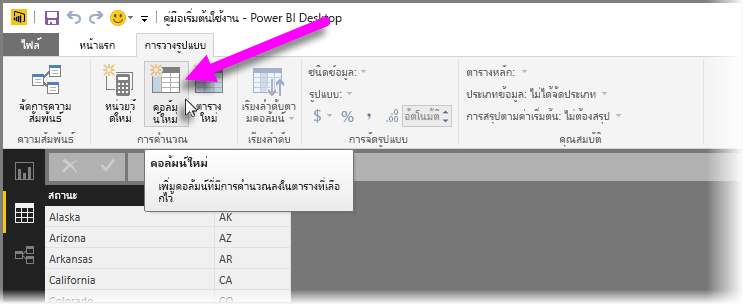 คู่มือเริ่มต้นใช้งาน - Power BI Desktop
ไฟล์ หน้าแรก การวางรูปแบบ
จัดการความ
สัมพันธ์
หน่วยวั
ดใหม่
คอลัม
น์ใหม่
ตาราง
ใหม่
เรียงลำดับตา
มคอลัมน์
ชนิดข้อมูล:
รูปแบบ:
$ % , .00 อัตโนมัติ
ตารางหลัก:
ประเภทข้อมูล: ไม่ได้จัดประเภท
การสรุปตามค่าเริ่มต้น: ไม่ต้องสรุป
ความสัมพันธ์ การคำนวณ เรียงลำดับ การจัดรูปแบบ คุณสมบัติ
คอลัมน์ใหม่
เพิ่มคอลัมน์ที่มีการคำนวณลงในตารางที่เลือ
กไว้
สถานะ
Alaska AK
Arizona AZ
Arkansas AR
California CA
Colorado CO